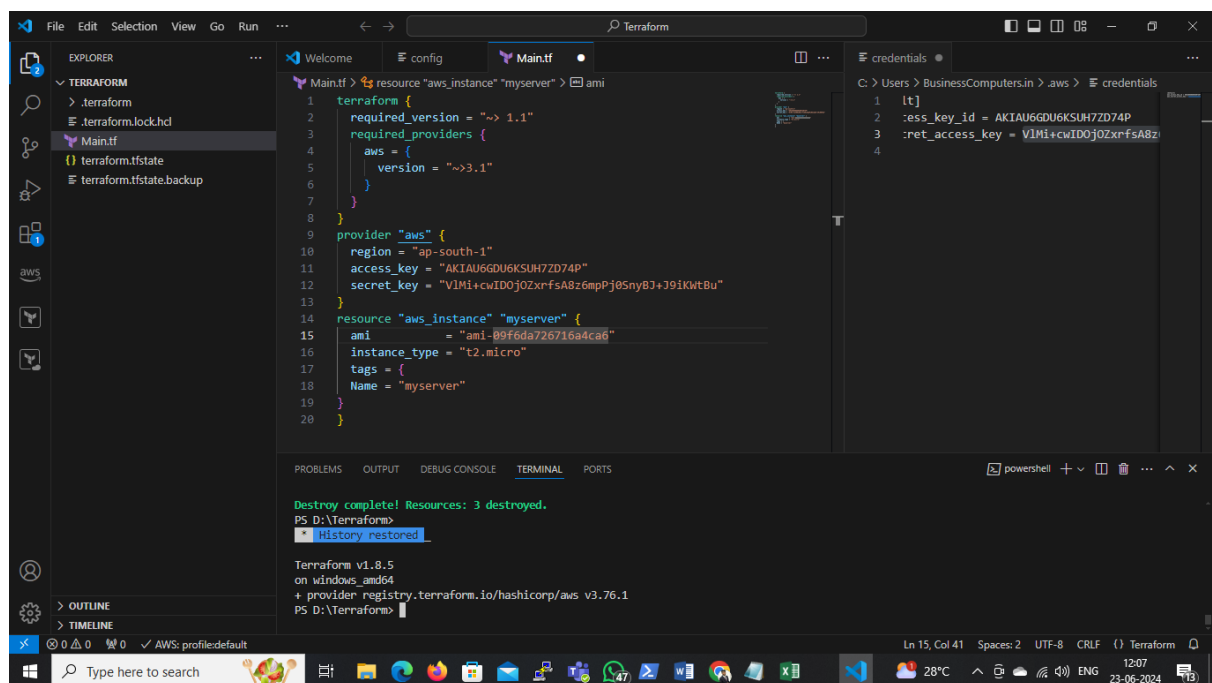 File Edit Selection View Go Run ··· Terraform
EXPLORER
TERRAFORM
.terraform
.terraform.lock.hcl
Main.tf
terraform.tfstate
terraform.tfstate.backup
OUTLINE
TIMELINE
Welcome config Main.tf
Main.tf > resource "aws_instance" "myserver" > ami
1 terraform {
2 required_version = "~> 1.1"
3 required_providers {
4 aws = {
5 version = "~>3.1"
6 }
7 }
8 }
9 provider "aws" {
10 region = "ap-south-1"
11 access_key = "AKIAU6GDU6KSUH7ZD74P"
12 secret_key =
13 }
14 resource "aws_instance" "myserver" {
15 ami = "ami-09f6da726716a4ca6"
16 instance_type = "t2.micro"
17 tags = {
18 Name = "myserver"
19 }
20 }
credentials
C: > Users > BusinessComputers.in > .aws > credentials
1 lt]
2 :ess_key_id = AKIAU6GDU6KSUH7ZD74P
3 :ret_access_key =
4
PROBLEMS OUTPUT DEBUG CONSOLE TERMINAL PORTS
powershell
Destroy complete! Resources: 3 destroyed.
PS D:\Terraform>
* History restored
Terraform v1.8.5
on windows_amd64
+ provider registry.terraform.io/hashicorp/aws v3.76.1
PS D:\Terraform>
0 0 0 AWS: profile:default
Ln 15, Col 41 Spaces: 2 UTF-8 CRLF {} Terraform
Type here to search
47
28°C
ENG
12:07
23-06-2024
13
aws
2
1